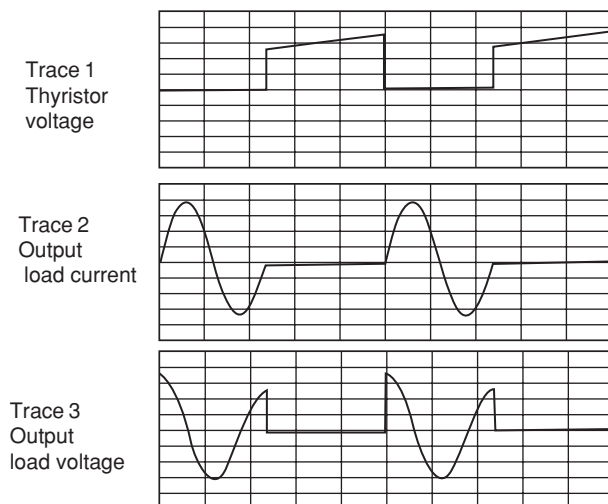 Trace 1
Thyristor
voltage
Trace 2
Output
load current
Trace 3
Output
load voltage